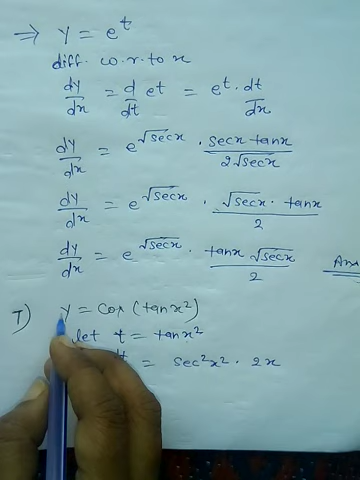 ⇒ y = e^t
diff. w.r. to x
dy/dx = d/dt e^t = e^t · dt/dx
dy/dx = e^√secx · secx tanx / 2√secx
dy/dx = e^√secx · √secx · tanx / 2
dy/dx = e^√secx · tanx √secx / 2 Ans
7) y = Cos (tanx²)
let t = tanx²
= sec²x² · 2x